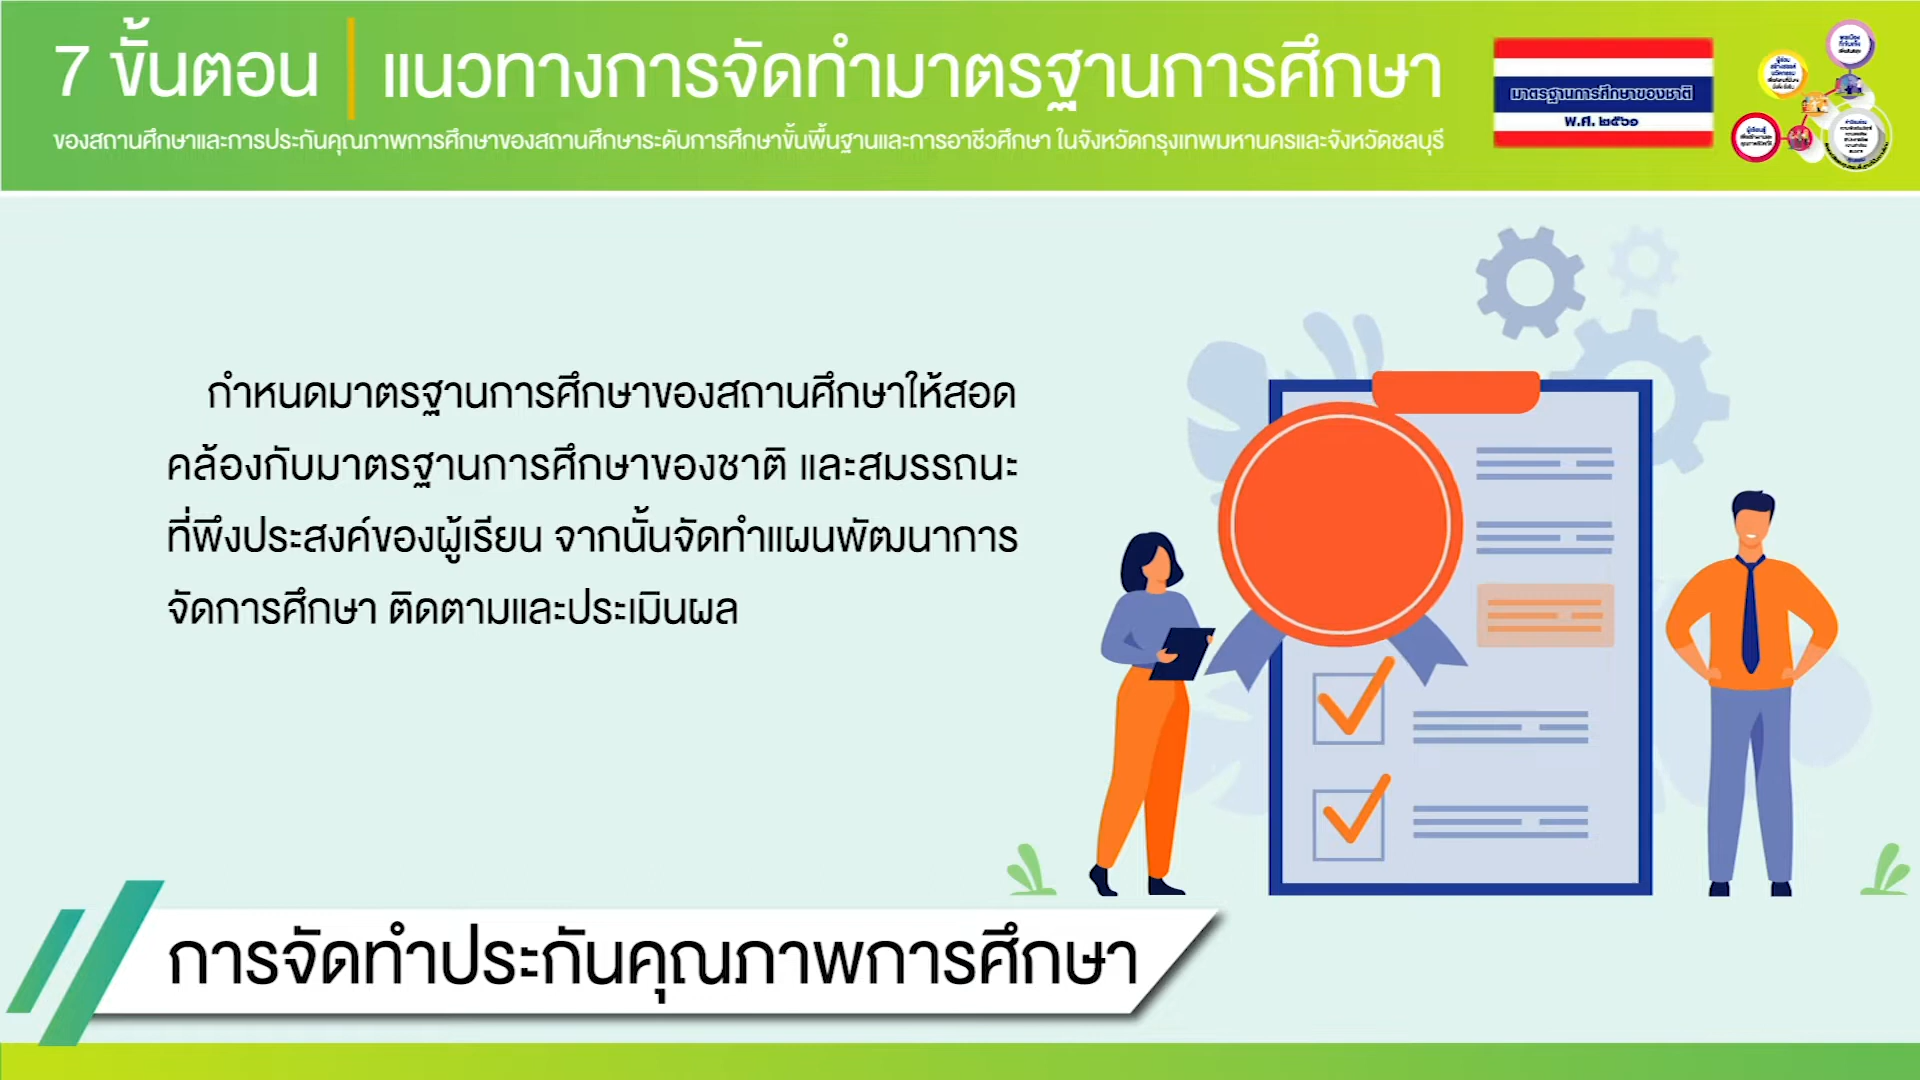 7 ขั้นตอน แนวทางการจัดทำมาตรฐานการศึกษา
ของสถานศึกษาและการประกันคุณภาพการศึกษาของสถานศึกษาระดับการศึกษาขั้นพื้นฐานและการอาชีวศึกษา ในจังหวัดกรุงเทพมหานครและจังหวัดชลบุรี
มาตรฐานการศึกษาของชาติ
พ.ศ. ๒๕๖๑
กำหนดมาตรฐานการศึกษาของสถานศึกษาให้สอด
คล้องกับมาตรฐานการศึกษาของชาติ และสมรรถนะ
ที่พึงประสงค์ของผู้เรียน จากนั้นจัดทำแผนพัฒนาการ
จัดการศึกษา ติดตามและประเมินผล
การจัดทำประกันคุณภาพการศึกษา